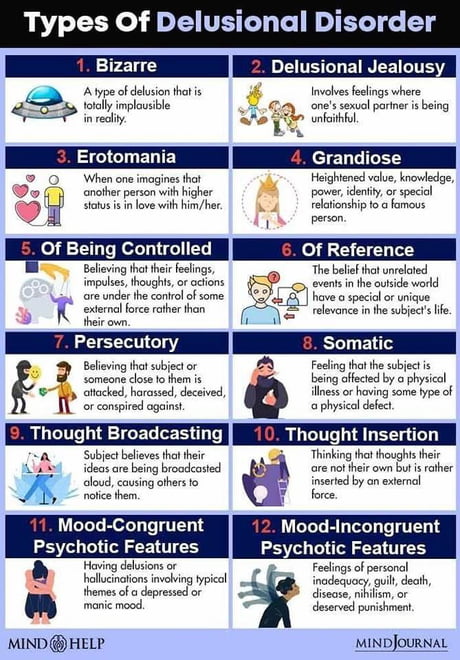 Types Of Delusional Disorder
1. Bizarre
A type of delusion that is
totally implausible
in reality.
2. Delusional Jealousy
Involves feelings where
one's sexual partner is being
unfaithful.
3. Erotomania
When one imagines that
another person with higher
status is in love with him/her.
4. Grandiose
Heightened value, knowledge,
power, identity, or special
relationship to a famous
person.
5. Of Being Controlled
Believing that their feelings,
impulses, thoughts, or actions
are under the control of some
external force rather than
their own.
6. Of Reference
The belief that unrelated
events in the outside world
have a special or unique
relevance in the subject's life.
7. Persecutory
Believing that subject or
someone close to them is
attacked, harassed, deceived,
or conspired against.
8. Somatic
Feeling that the subject is
being affected by a physical
illness or having some type of
a physical defect.
9. Thought Broadcasting
Subject believes that their
ideas are being broadcasted
aloud, causing others to
notice them.
10. Thought Insertion
Thinking that thoughts their
are not their own but is rather
inserted by an external
force.
11. Mood-Congruent
Psychotic Features
Having delusions or
hallucinations involving typical
themes of a depressed or
manic mood.
12. Mood-Incongruent
Psychotic Features
Feelings of personal
inadequacy, guilt, death,
disease, nihilism, or
deserved punishment.
MIND HELP
MINDJOURNAL